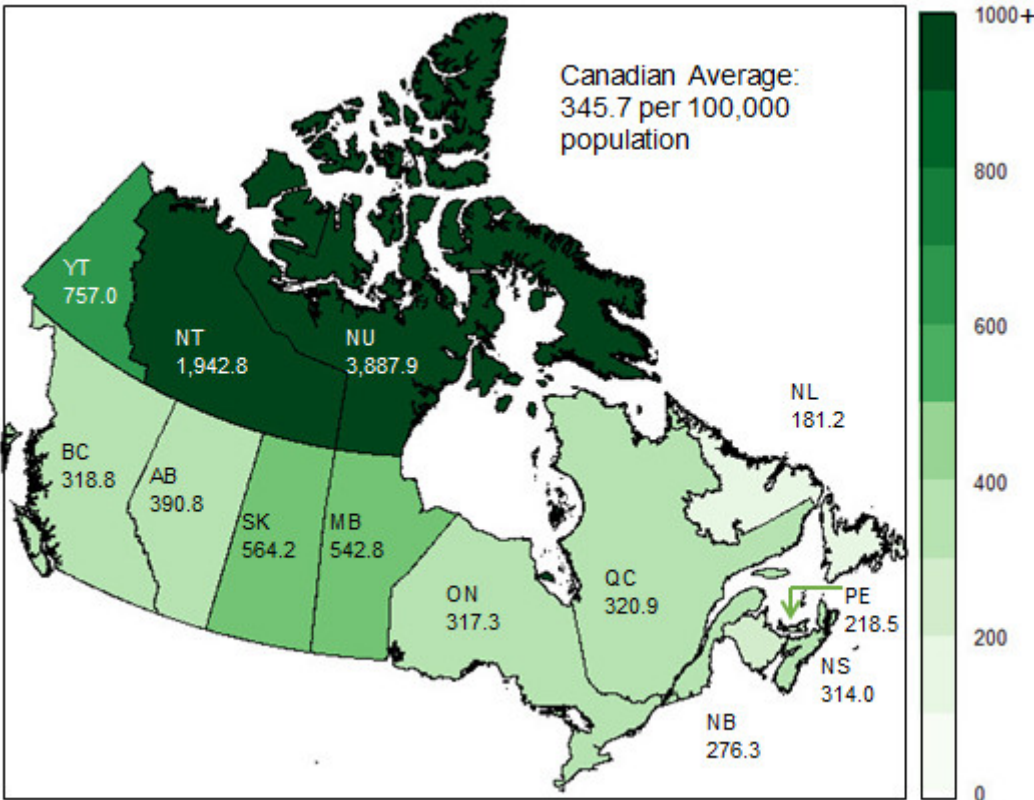 Canadian Average:
345.7 per 100,000
population
1000+
800
600
400
200
0
YT
757.0
NT
1,942.8
NU
3,887.9
NL
181.2
BC
318.8
AB
390.8
SK
564.2
MB
542.8
ON
317.3
QC
320.9
PE
218.5
NS
314.0
NB
276.3